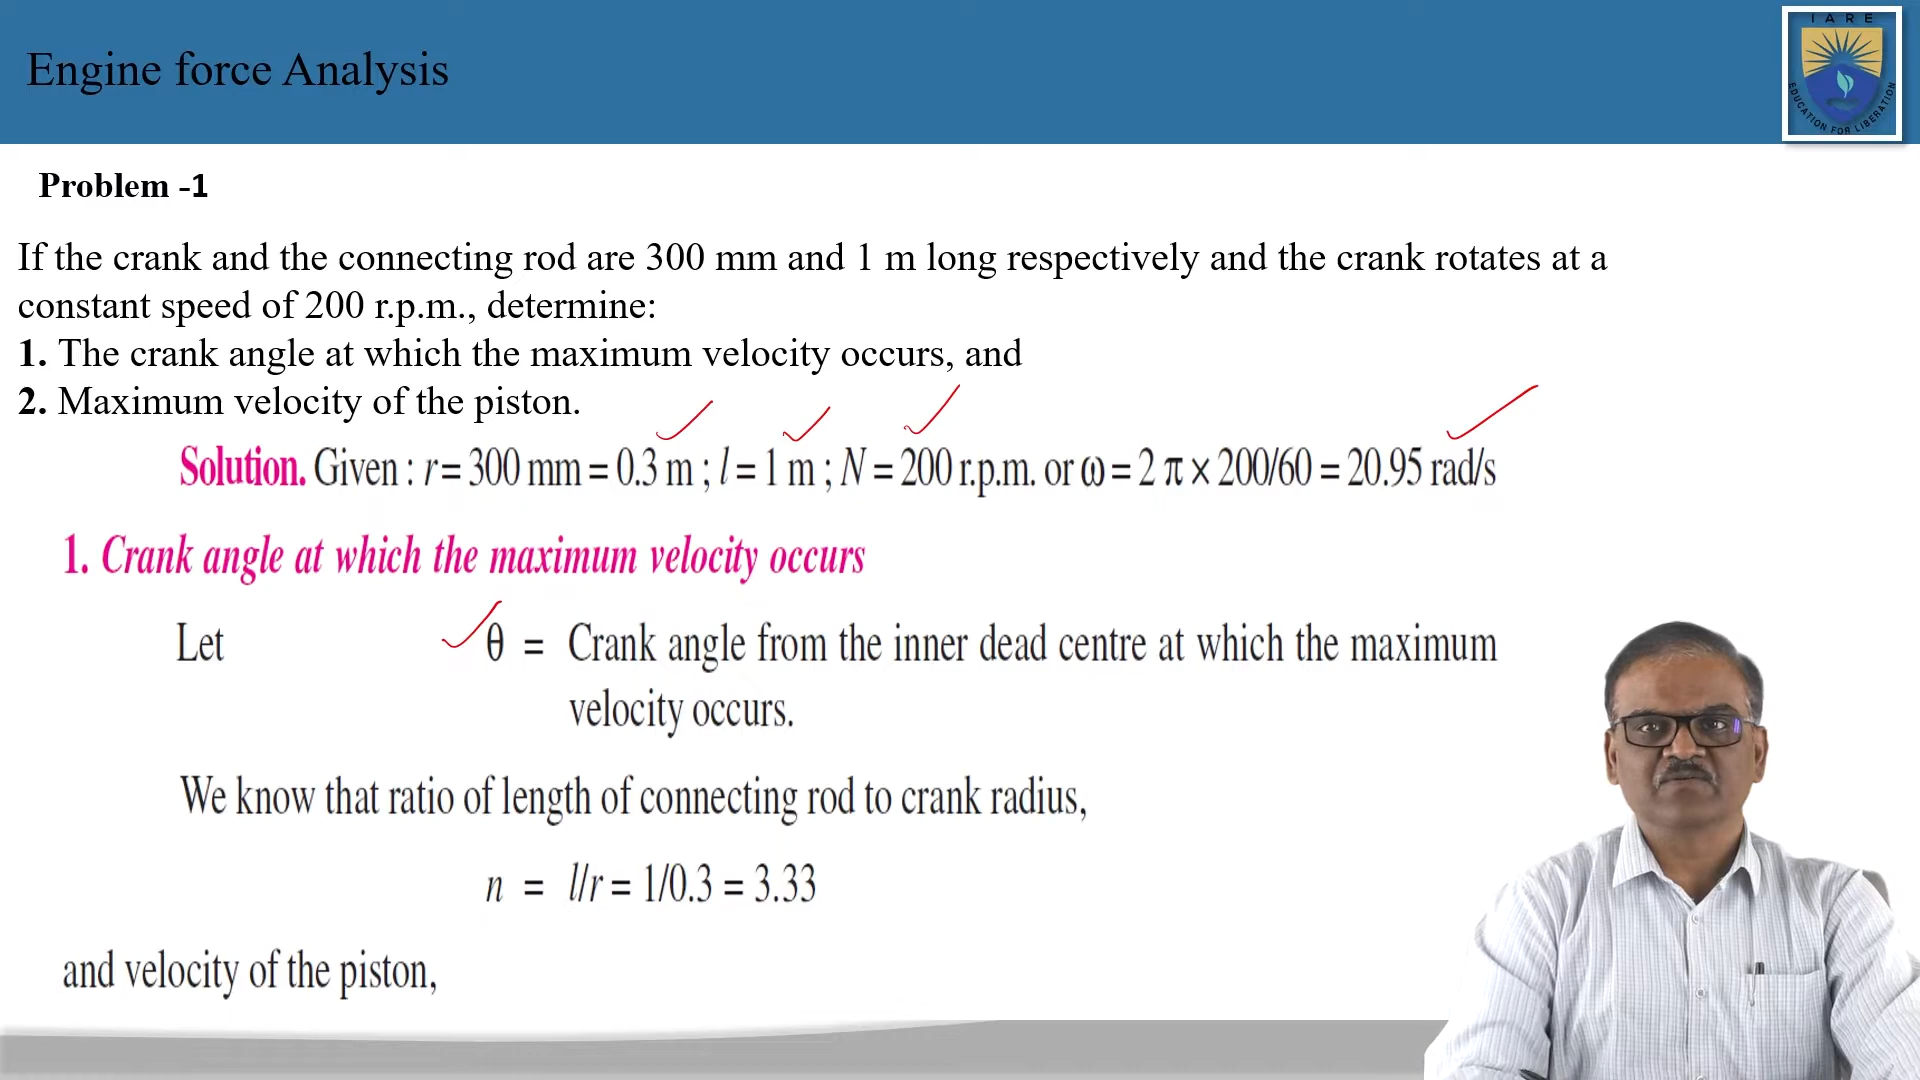 Engine force Analysis
I A R E
EDUCATION FOR LIBERATION
Problem -1
If the crank and the connecting rod are 300 mm and 1 m long respectively and the crank rotates at a
constant speed of 200 r.p.m., determine:
1. The crank angle at which the maximum velocity occurs, and
2. Maximum velocity of the piston.
Solution. Given : r = 300 mm = 0.3 m ; l = 1 m ; N = 200 r.p.m. or ω = 2 π × 200/60 = 20.95 rad/s
1. Crank angle at which the maximum velocity occurs
Let θ = Crank angle from the inner dead centre at which the maximum
velocity occurs.
We know that ratio of length of connecting rod to crank radius,
n = l/r = 1/0.3 = 3.33
and velocity of the piston,